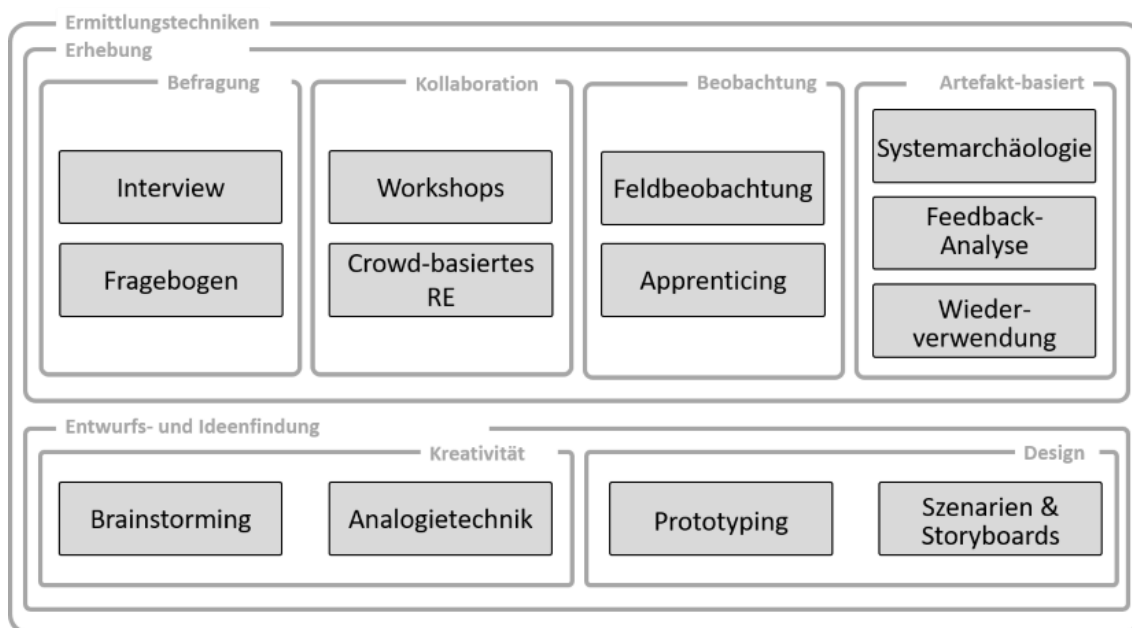 Ermittlungstechniken
Erhebung
Befragung
Interview
Fragebogen
Kollaboration
Workshops
Crowd-basiertes
RE
Beobachtung
Feldbeobachtung
Apprenticing
Artefakt-basiert
Systemarchäologie
Feedback-
Analyse
Wieder-
verwendung
Entwurfs- und Ideenfindung
Kreativität
Brainstorming
Analogietechnik
Design
Prototyping
Szenarien &
Storyboards